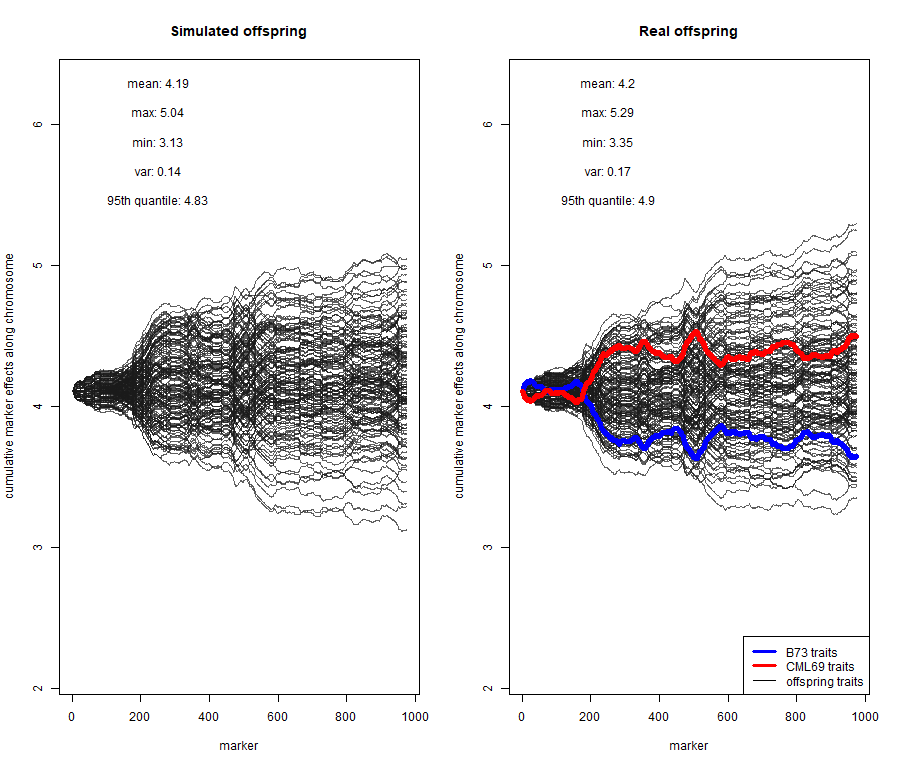 Simulated offspring
mean: 4.19
max: 5.04
min: 3.13
var: 0.14
95th quantile: 4.83
cumulative marker effects along chromosome
6
5
4
3
2
0
200
400
600
800
1000
marker
Real offspring
mean: 4.2
max: 5.29
min: 3.35
var: 0.17
95th quantile: 4.9
cumulative marker effects along chromosome
6
5
4
3
2
B73 traits
CML69 traits
offspring traits
0
200
400
600
800
1000
marker